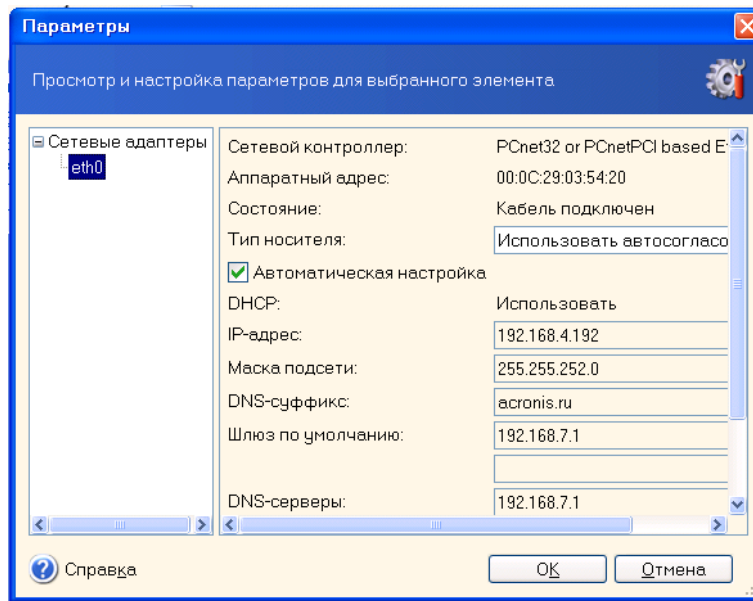 Параметры
Просмотр и настройка параметров для выбранного элемента
Сетевые адаптеры
eth0
Сетевой контроллер: PCnet32 or PCnetPCI based E
Аппаратный адрес: 00:0C:29:03:54:20
Состояние: Кабель подключен
Тип носителя: Использовать автосогласо
Автоматическая настройка
DHCP: Использовать
IP-адрес: 192.168.4.192
Маска подсети: 255.255.252.0
DNS-суффикс: acronis.ru
Шлюз по умолчанию: 192.168.7.1
DNS-серверы: 192.168.7.1
Справка
OK
Отмена